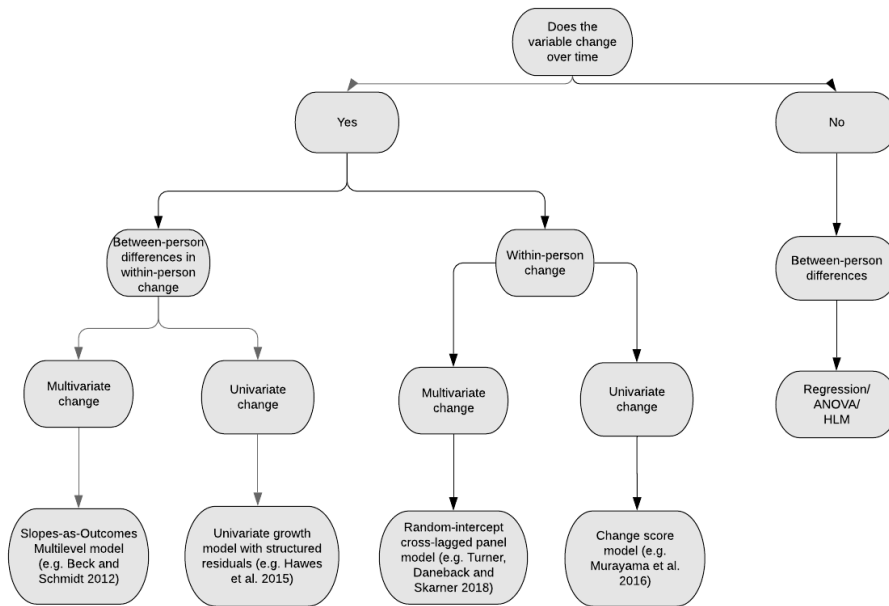 Does the
variable change
over time
Yes
No
Between-person
differences in
within-person
change
Within-person
change
Between-person
differences
Multivariate
change
Univariate
change
Multivariate
change
Univariate
change
Regression/
ANOVA/
HLM
Slopes-as-Outcomes
Multilevel model
(e.g. Beck and
Schmidt 2012)
Univariate growth
model with structured
residuals (e.g. Hawes
et al. 2015)
Random-intercept
cross-lagged panel
model (e.g. Turner,
Daneback and
Skarner 2018)
Change score
model (e.g.
Murayama et al.
2016)